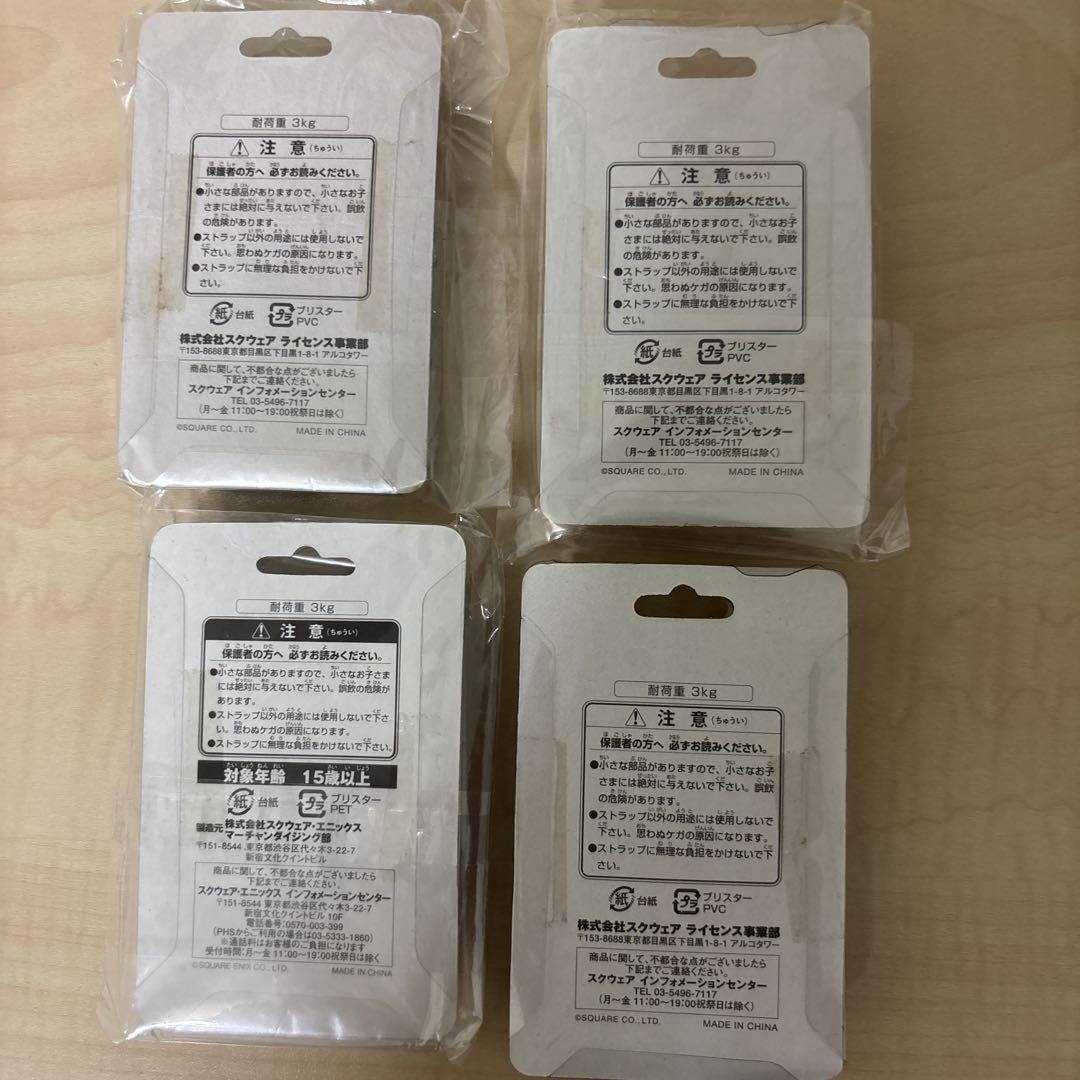 耐荷重 3kg
注意(ちゅうい)
保護者の方へ 必ずお読みください。
●小さな部品がありますので、小さなお子
さまには絶対に与えないで下さい。誤飲
の危険があります。
●ストラップ以外の用途には使用しないで
下さい。思わぬケガの原因になります。
●ストラップに無理な負担をかけないで下
さい。
紙 台紙 プラ ブリスター
PVC
株式会社スクウェア ライセンス事業部
〒153-8688東京都目黒区下目黒1-8-1 アルコタワー
商品に関して、不都合な点がございましたら
下記までご連絡ください。
スクウェア インフォメーションセンター
TEL 03-5496-7117
(月〜金 11:00〜19:00祝祭日は除く)
©SQUARE CO., LTD. MADE IN CHINA
耐荷重 3kg
注意(ちゅうい)
保護者の方へ 必ずお読みください。
●小さな部品がありますので、小さなお子
さまには絶対に与えないで下さい。誤飲
の危険があります。
●ストラップ以外の用途には使用しないで
下さい。思わぬケガの原因になります。
●ストラップに無理な負担をかけないで下
さい。
紙 台紙 プラ ブリスター
PVC
株式会社スクウェア ライセンス事業部
〒153-8688東京都目黒区下目黒1-8-1 アルコタワー
商品に関して、不都合な点がございましたら
下記までご連絡ください。
スクウェア インフォメーションセンター
TEL 03-5496-7117
(月〜金 11:00〜19:00祝祭日は除く)
©SQUARE CO., LTD. MADE IN CHINA
耐荷重 3kg
注意(ちゅうい)
保護者の方へ 必ずお読みください。
●小さな部品がありますので、小さなお子さま
には絶対に与えないで下さい。誤飲の危険が
あります。
●ストラップ以外の用途には使用しないで下さ
い。思わぬケガの原因になります。
●ストラップに無理な負担をかけないで下さい。
対象年齢 15歳以上
紙 台紙 プラ ブリスター
PET
製造元 株式会社スクウェア・エニックス
マーチャンダイジング部
〒151-8544 東京都渋谷区代々木3-22-7
新宿文化クイントビル
商品に関して、不都合な点がございましたら
下記までご連絡ください。
スクウェア・エニックス インフォメーションセンター
〒151-8544 東京都渋谷区代々木3-22-7
新宿文化クイントビル 10F
電話番号:0570-003-399
(PHSからご利用の場合は03-5333-1860)
※通話料はお客様のご負担になります
受付時間:月〜金 11:00〜19:00祝祭日は除く
©SQUARE ENIX CO., LTD. MADE IN CHINA
耐荷重 3kg
注意(ちゅうい)
保護者の方へ 必ずお読みください。
●小さな部品がありますので、小さなお子
さまには絶対に与えないで下さい。誤飲
の危険があります。
●ストラップ以外の用途には使用しないで
下さい。思わぬケガの原因になります。
●ストラップに無理な負担をかけないで下
さい。
紙 台紙 プラ ブリスター
PVC
株式会社スクウェア ライセンス事業部
〒153-8688東京都目黒区下目黒1-8-1 アルコタワー
商品に関して、不都合な点がございましたら
下記までご連絡ください。
スクウェア インフォメーションセンター
TEL 03-5496-7117
(月〜金 11:00〜19:00祝祭日は除く)
©SQUARE CO., LTD. MADE IN CHINA